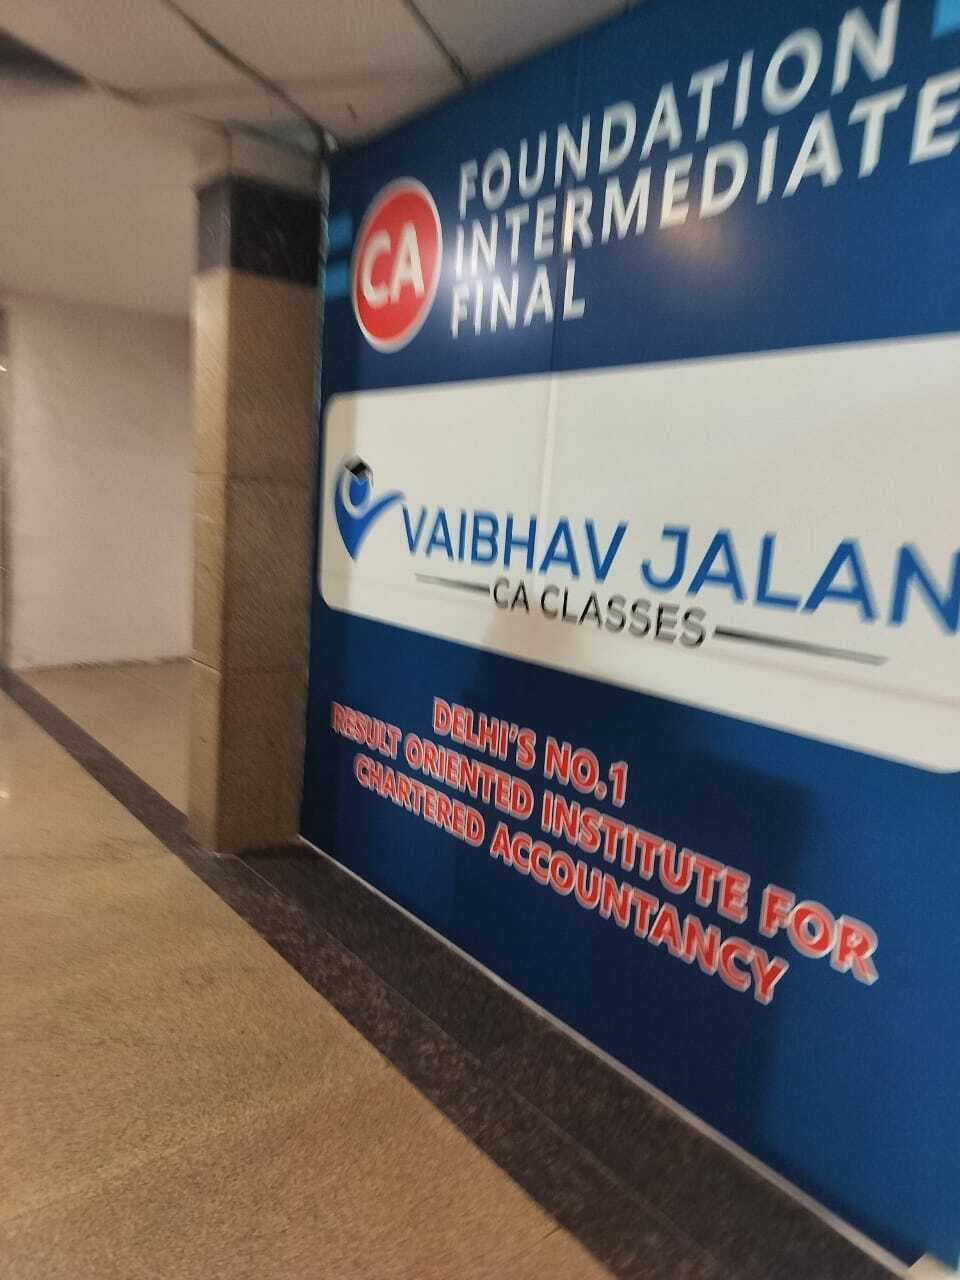 CA
FOUNDATION
INTERMEDIATE
FINAL
VAIBHAV JALAN
CA CLASSES
DELHI'S NO.1
RESULT ORIENTED INSTITUTE FOR
CHARTERED ACCOUNTANCY